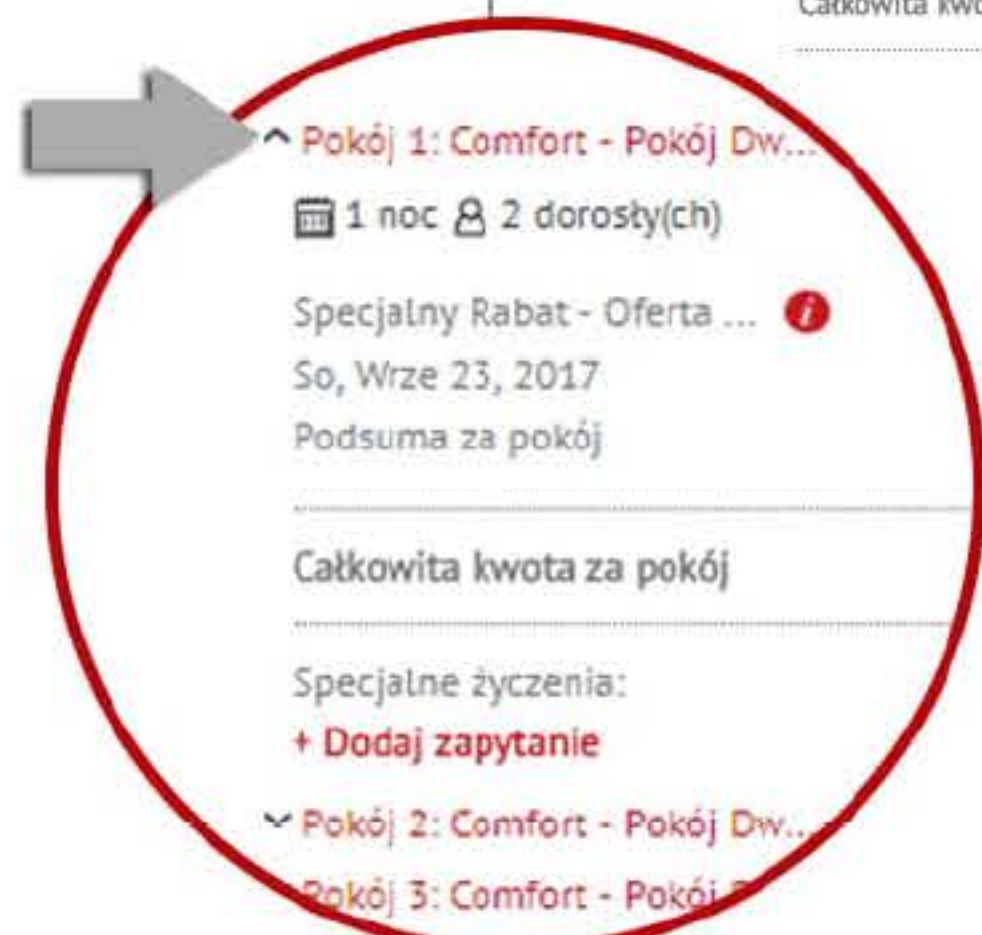 Całkowita
Pokój 1: Comfort - Pokój Dw...
1 noc 2 dorosły(ch)
Specjalny Rabat - Oferta ...
So, Wrze 23, 2017
Podsuma za pokój
Całkowita kwota za pokój
Specjalne życzenia:
+ Dodaj zapytanie
Pokój 2: Comfort - Pokój Dw...
Pokój 3: Comfort - Pokój